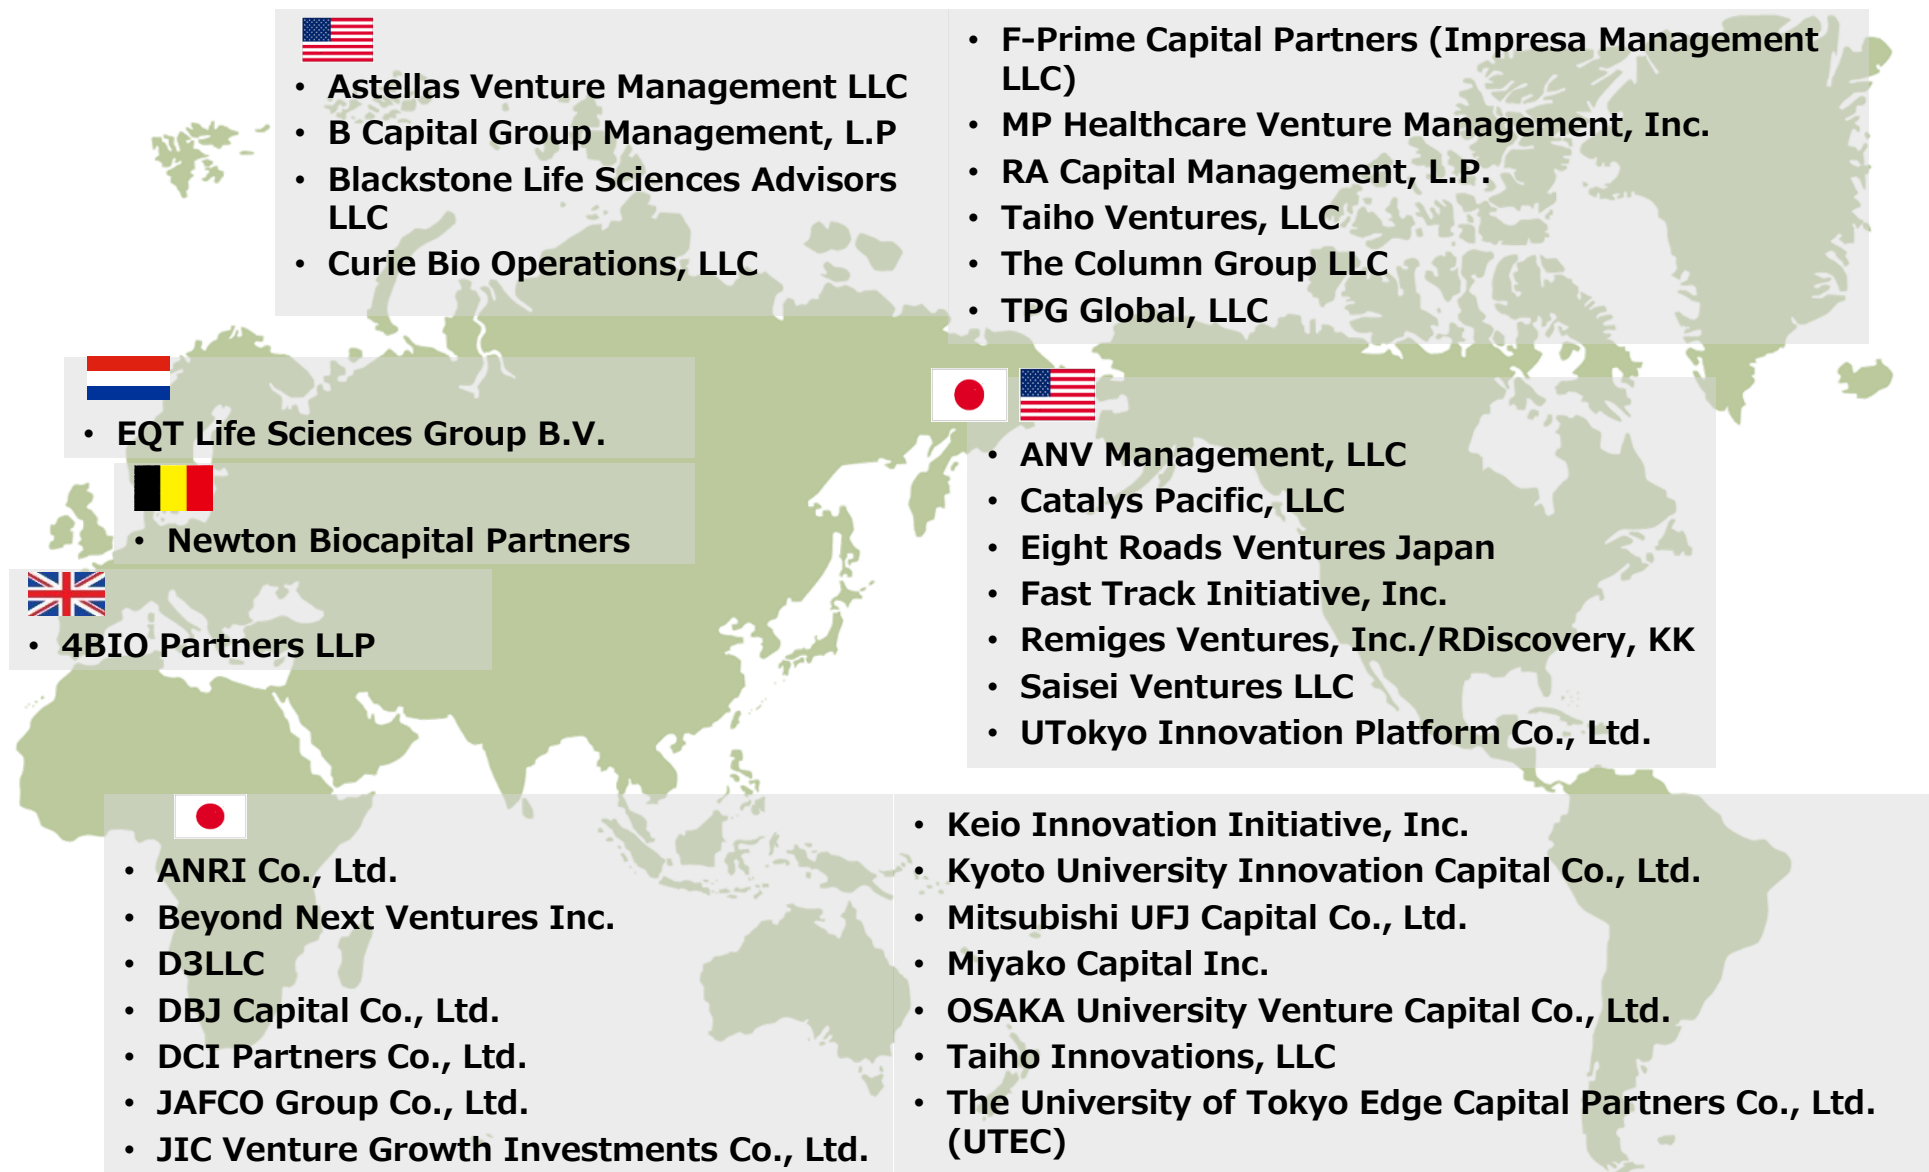 • Astellas Venture Management LLC
• B Capital Group Management, L.P
• Blackstone Life Sciences Advisors
LLC
• Curie Bio Operations, LLC
• F-Prime Capital Partners (Impresa Management
LLC)
• MP Healthcare Venture Management, Inc.
• RA Capital Management, L.P.
• Taiho Ventures, LLC
• The Column Group LLC
• TPG Global, LLC
• EQT Life Sciences Group B.V.
• Newton Biocapital Partners
• 4BIO Partners LLP
• ANV Management, LLC
• Catalys Pacific, LLC
• Eight Roads Ventures Japan
• Fast Track Initiative, Inc.
• Remiges Ventures, Inc./RDiscovery, KK
• Saisei Ventures LLC
• UTokyo Innovation Platform Co., Ltd.
• ANRI Co., Ltd.
• Beyond Next Ventures Inc.
• D3LLC
• DBJ Capital Co., Ltd.
• DCI Partners Co., Ltd.
• JAFCO Group Co., Ltd.
• JIC Venture Growth Investments Co., Ltd.
• Keio Innovation Initiative, Inc.
• Kyoto University Innovation Capital Co., Ltd.
• Mitsubishi UFJ Capital Co., Ltd.
• Miyako Capital Inc.
• OSAKA University Venture Capital Co., Ltd.
• Taiho Innovations, LLC
• The University of Tokyo Edge Capital Partners Co., Ltd.
(UTEC)